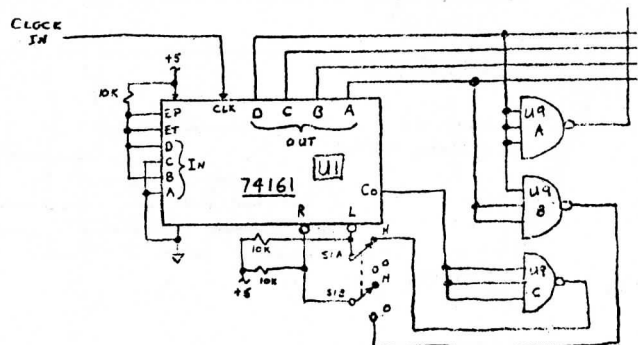 CLOCK
IN
+5
10K
EP
ET
D
C
B
A
IN
CLK
D C B A
OUT
U1
74161
Co
R L
10K
10K
+5
S1A
S1B
H
O
H
O
U9
A
U9
B
U9
C